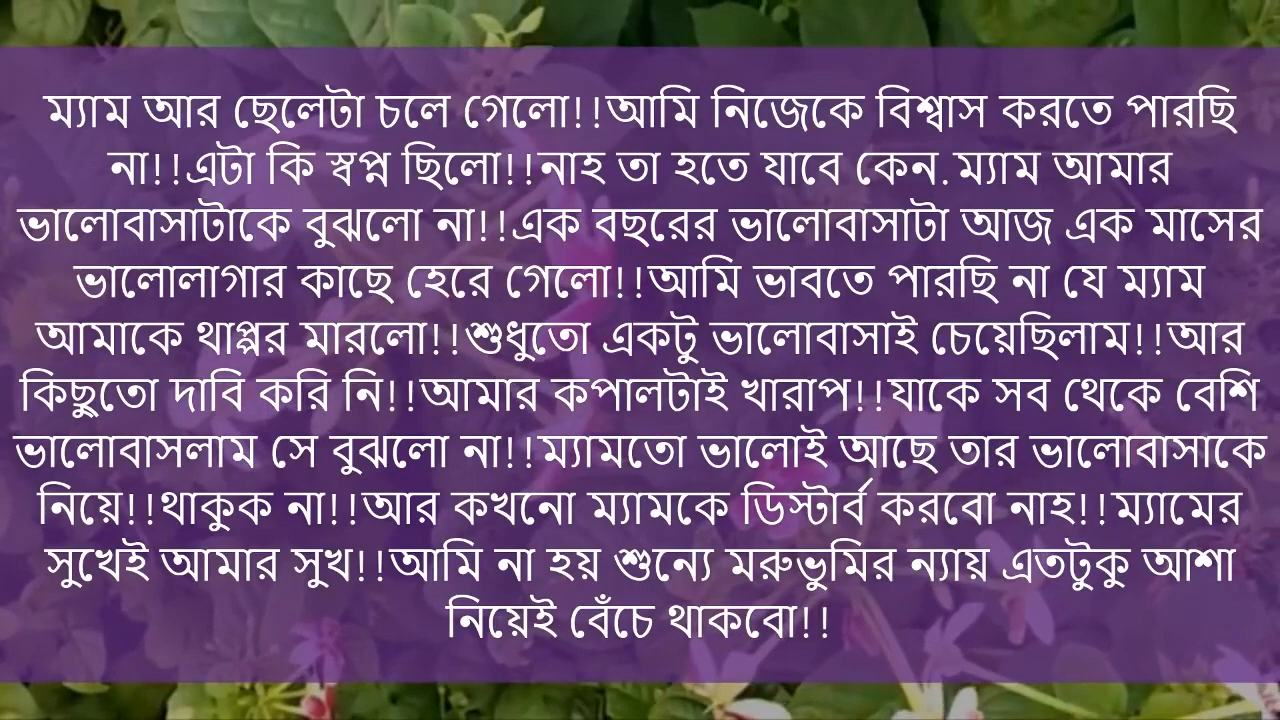 ম্যাম আর ছেলেটা চলে গেলো!!আমি নিজেকে বিশ্বাস করতে পারছি
না!!এটা কি স্বপ্ন ছিলো!!নাহ তা হতে যাবে কেন.ম্যাম আমার
ভালোবাসাটাকে বুঝলো না!!এক বছরের ভালোবাসাটা আজ এক মাসের
ভালোলাগার কাছে হেরে গেলো!!আমি ভাবতে পারছি না যে ম্যাম
আমাকে থাপ্পর মারলো!!শুধুতো একটু ভালোবাসাই চেয়েছিলাম!!আর
কিছুতো দাবি করি নি!!আমার কপালটাই খারাপ!!যাকে সব থেকে বেশি
ভালোবাসলাম সে বুঝলো না!!ম্যামতো ভালোই আছে তার ভালোবাসাকে
নিয়ে!!থাকুক না!!আর কখনো ম্যামকে ডিস্টার্ব করবো নাহ!!ম্যামের
সুখেই আমার সুখ!!আমি না হয় শুন্যে মরুভুমির ন্যায় এতটুকু আশা
নিয়েই বেঁচে থাকবো!!